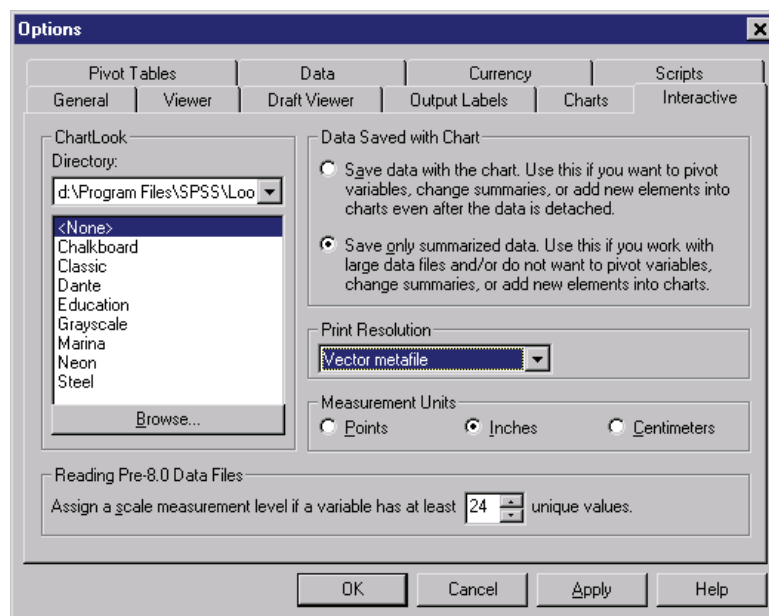 Options
Pivot Tables Data Currency Scripts
General Viewer Draft Viewer Output Labels Charts Interactive
ChartLook
Directory:
d:\Program Files\SPSS\Loo
<None>
Chalkboard
Classic
Dante
Education
Grayscale
Marina
Neon
Steel
Browse...
Data Saved with Chart
Save data with the chart. Use this if you want to pivot
variables, change summaries, or add new elements into
charts even after the data is detached.
Save only summarized data. Use this if you work with
large data files and/or do not want to pivot variables,
change summaries, or add new elements into charts.
Print Resolution
Vector metafile
Measurement Units
Points Inches Centimeters
Reading Pre-8.0 Data Files
Assign a scale measurement level if a variable has at least 24 unique values.
OK Cancel Apply Help